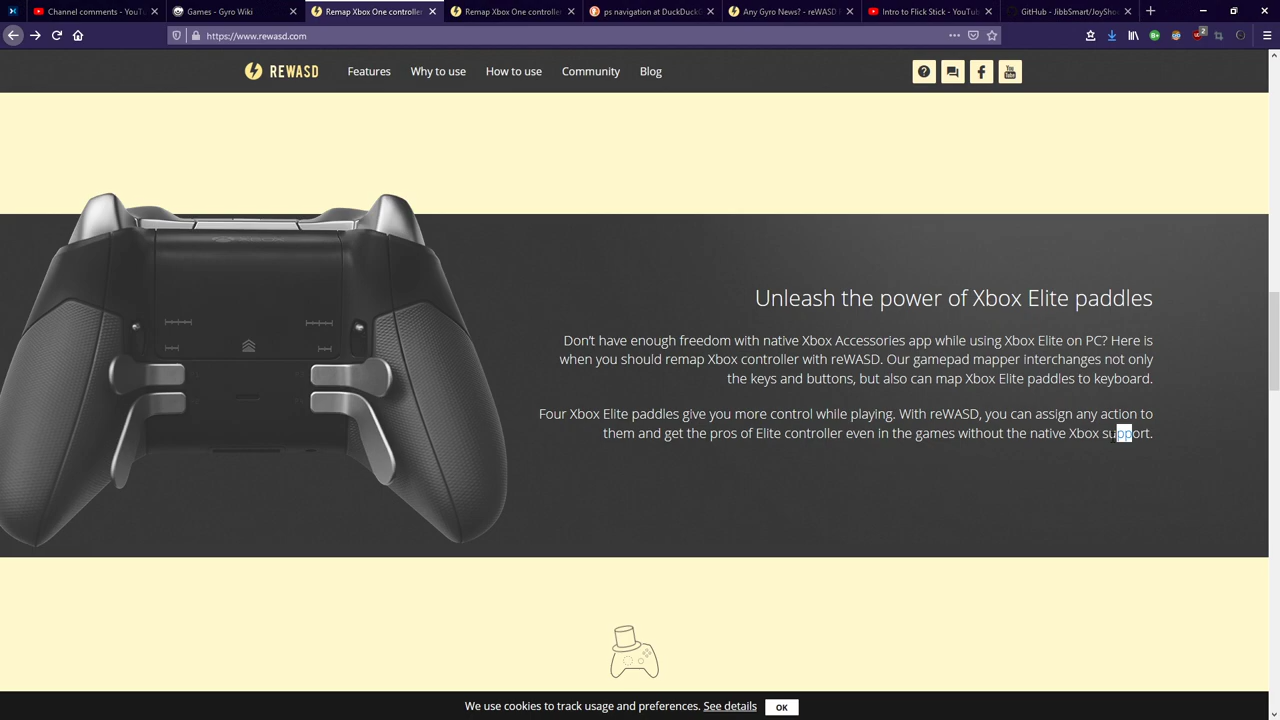 Channel comments - YouTu
Games - Gyro Wiki
Remap Xbox One controller
Remap Xbox One controller
ps navigation at DuckDuckGo
Any Gyro News? - reWASD
Intro to Flick Stick - YouTub
GitHub - JibbSmart/JoyShoc
https://www.rewasd.com
REWASD
Features
Why to use
How to use
Community
Blog
You
Tube
Unleash the power of Xbox Elite paddles
Don't have enough freedom with native Xbox Accessories app while using Xbox Elite on PC? Here is
when you should remap Xbox controller with reWASD. Our gamepad mapper interchanges not only
the keys and buttons, but also can map Xbox Elite paddles to keyboard.
Four Xbox Elite paddles give you more control while playing. With reWASD, you can assign any action to
them and get the pros of Elite controller even in the games without the native Xbox support.
We use cookies to track usage and preferences. See details
OK